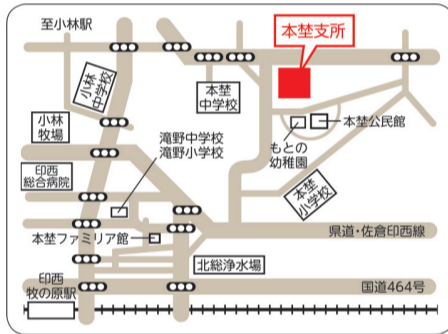 至小林駅
本埜支所
小林
中学校
本埜
中学校
小林
牧場
滝野中学校
滝野小学校
本埜公民館
もとの
幼稚園
印西
総合病院
本埜
小学校
県道・佐倉印西線
本埜ファミリア館
北総浄水場
印西
牧の原駅
国道464号